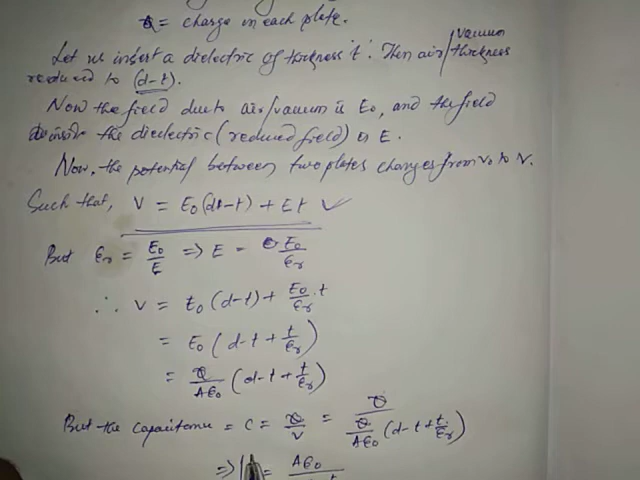 Q = charge in each plate.
Let us insert a dielectric of thickness 't'. Then air/vacuum thickness
reduced to (d-t).
Now the field due to air/vacuum is E₀, and the field
inside the dielectric (reduced field) is E.
Now, the potential between two plates changes from V₀ to V.
Such that, V = E₀(d-t) + Et ✓
But εr = E₀/E ⇒ E = E₀/εr
∴ V = E₀(d-t) + E₀/εr . t
= E₀(d-t + t/εr)
= Q/Aε₀ (d-t + t/εr)
But the capacitance = C = Q/V = Q / Q/Aε₀ (d-t + t/εr)
⇒ = Aε₀